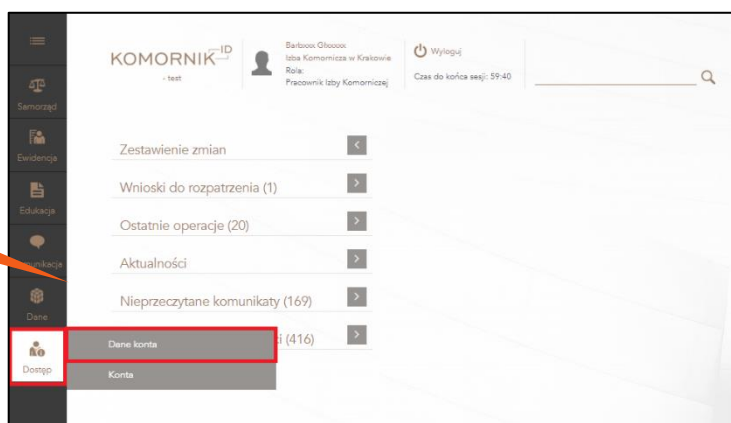 KOMORNIK ID
- test
Izba Komornicza w Krakowie
Rola:
Pracownik Izby Komorniczej
Wyloguj
Czas do końca sesji: 59:40
Samorząd
Ewidencja
Edukacja
Dane
Dostęp
Zestawienie zmian
Wnioski do rozpatrzenia (1)
Ostatnie operacje (20)
Aktualności
Nieprzeczytane komunikaty (169)
(416)
Dane konta
Konta